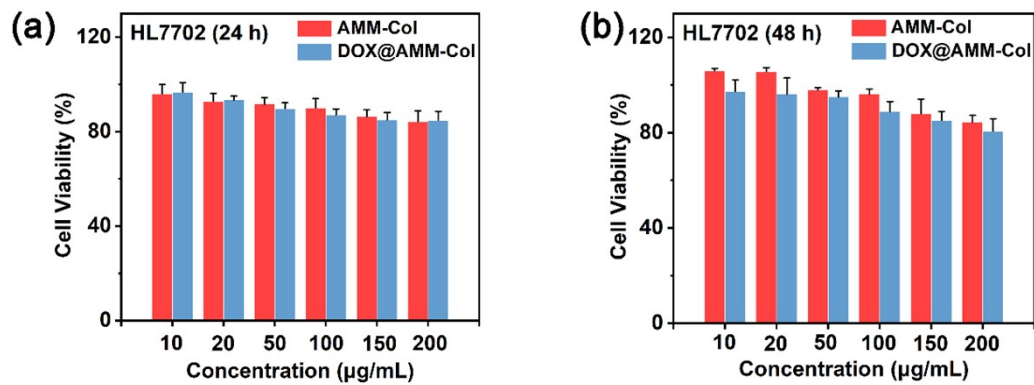 (a)
HL7702 (24 h)
AMM-Col
DOX@AMM-Col
Cell Viability (%)
120
80
40
0
10 20 50 100 150 200
Concentration (μg/mL)
(b)
HL7702 (48 h)
AMM-Col
DOX@AMM-Col
Cell Viability (%)
120
80
40
0
10 20 50 100 150 200
Concentration (μg/mL)